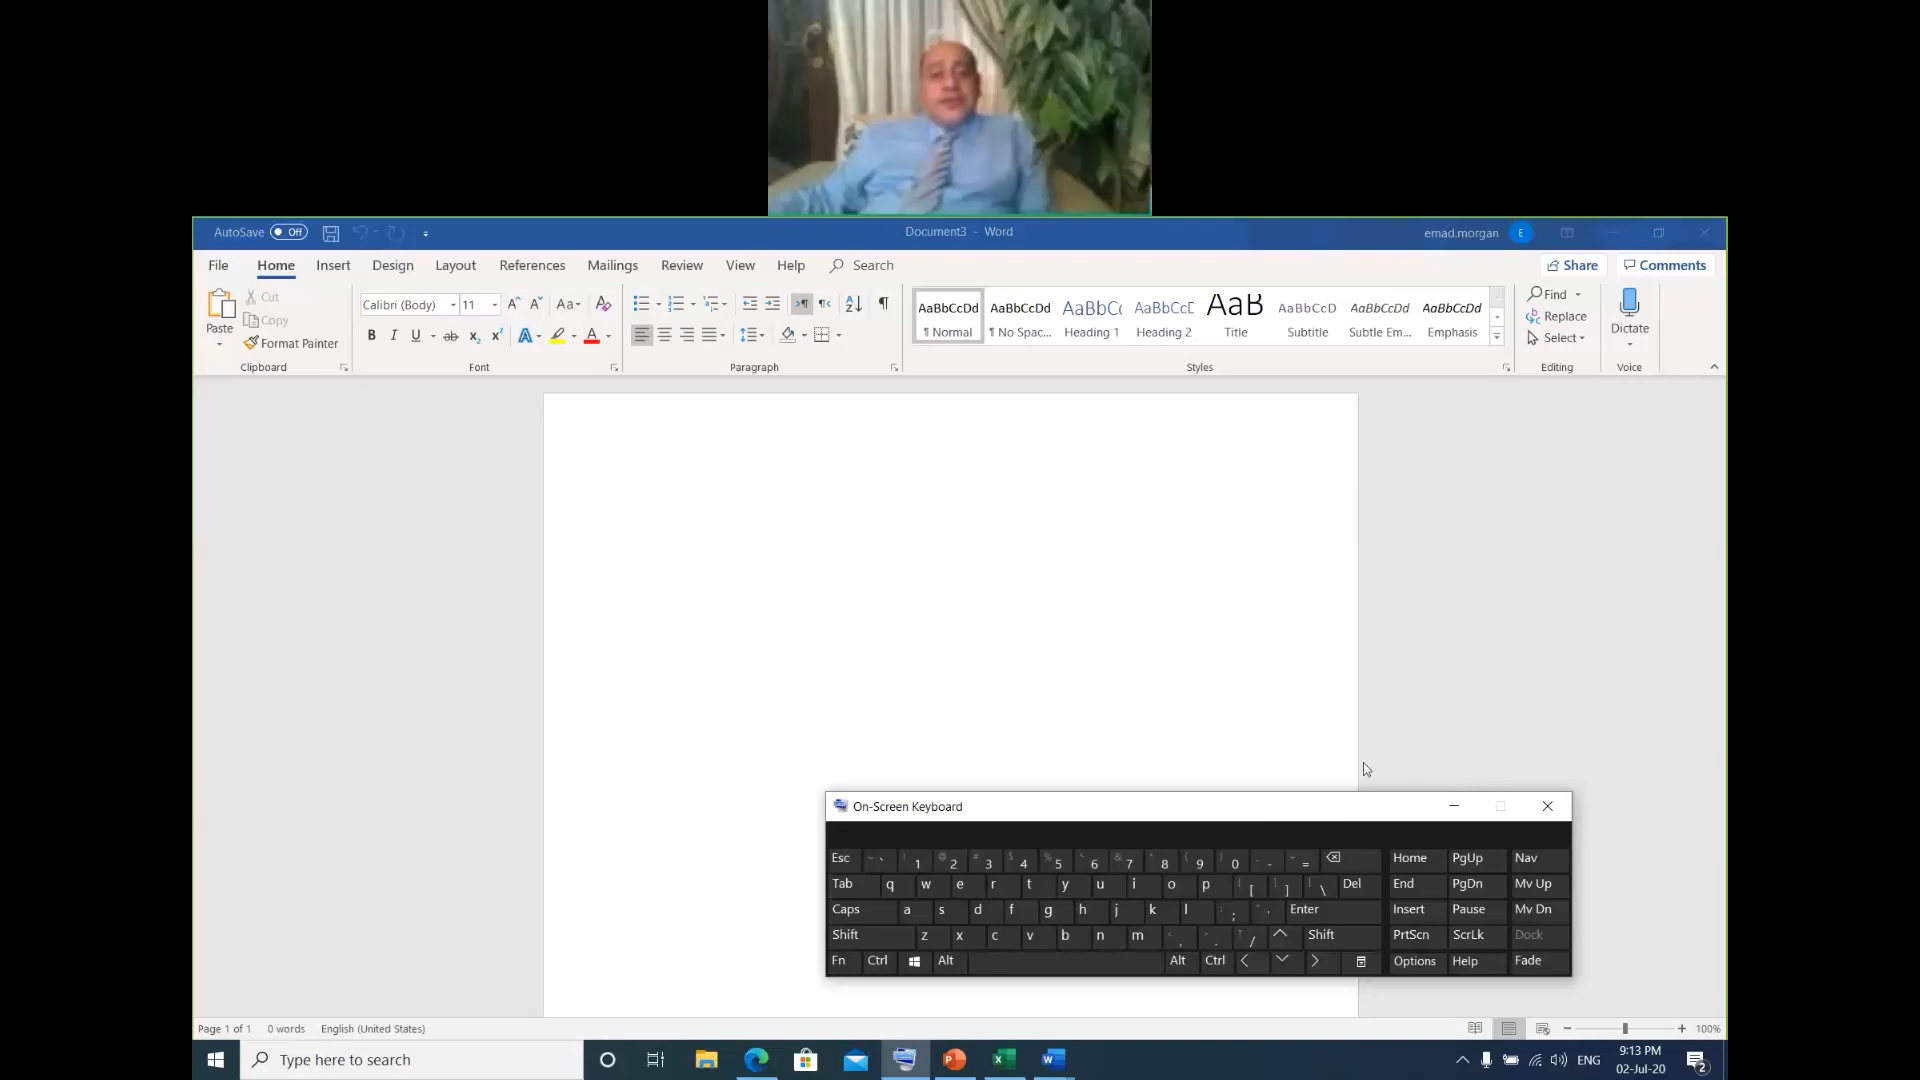 AutoSave Off Document3 - Word emad.morgan E
File Home Insert Design Layout References Mailings Review View Help Search Share Comments
Paste Cut Copy Format Painter Clipboard
Calibri (Body) 11 Aa
B I U ab x₂ x² A A
Font
Paragraph
AaBbCcDd AaBbCcDd AaBbC( AaBbCcE AaB AaBbCcD AaBbCcDd AaBbCcDd
¶ Normal ¶ No Spac... Heading 1 Heading 2 Title Subtitle Subtle Em... Emphasis
Styles
Find
Replace
Select
Editing
Dictate
Voice
On-Screen Keyboard
Esc ~ ` ! 1 @ 2 # 3 $ 4 % 5 ^ 6 & 7 * 8 ( 9 ) 0 - + = Home PgUp Nav
Tab q w e r t y u i o p { [ } ] | \ Del End PgDn Mv Up
Caps a s d f g h j k l : ; " ' Enter Insert Pause Mv Dn
Shift z x c v b n m < , > . ? / Shift PrtScn ScrLk Dock
Fn Ctrl Alt Alt Ctrl Options Help Fade
Page 1 of 1 0 words English (United States) 100%
Type here to search ENG 9:13 PM
02-Jul-20 2